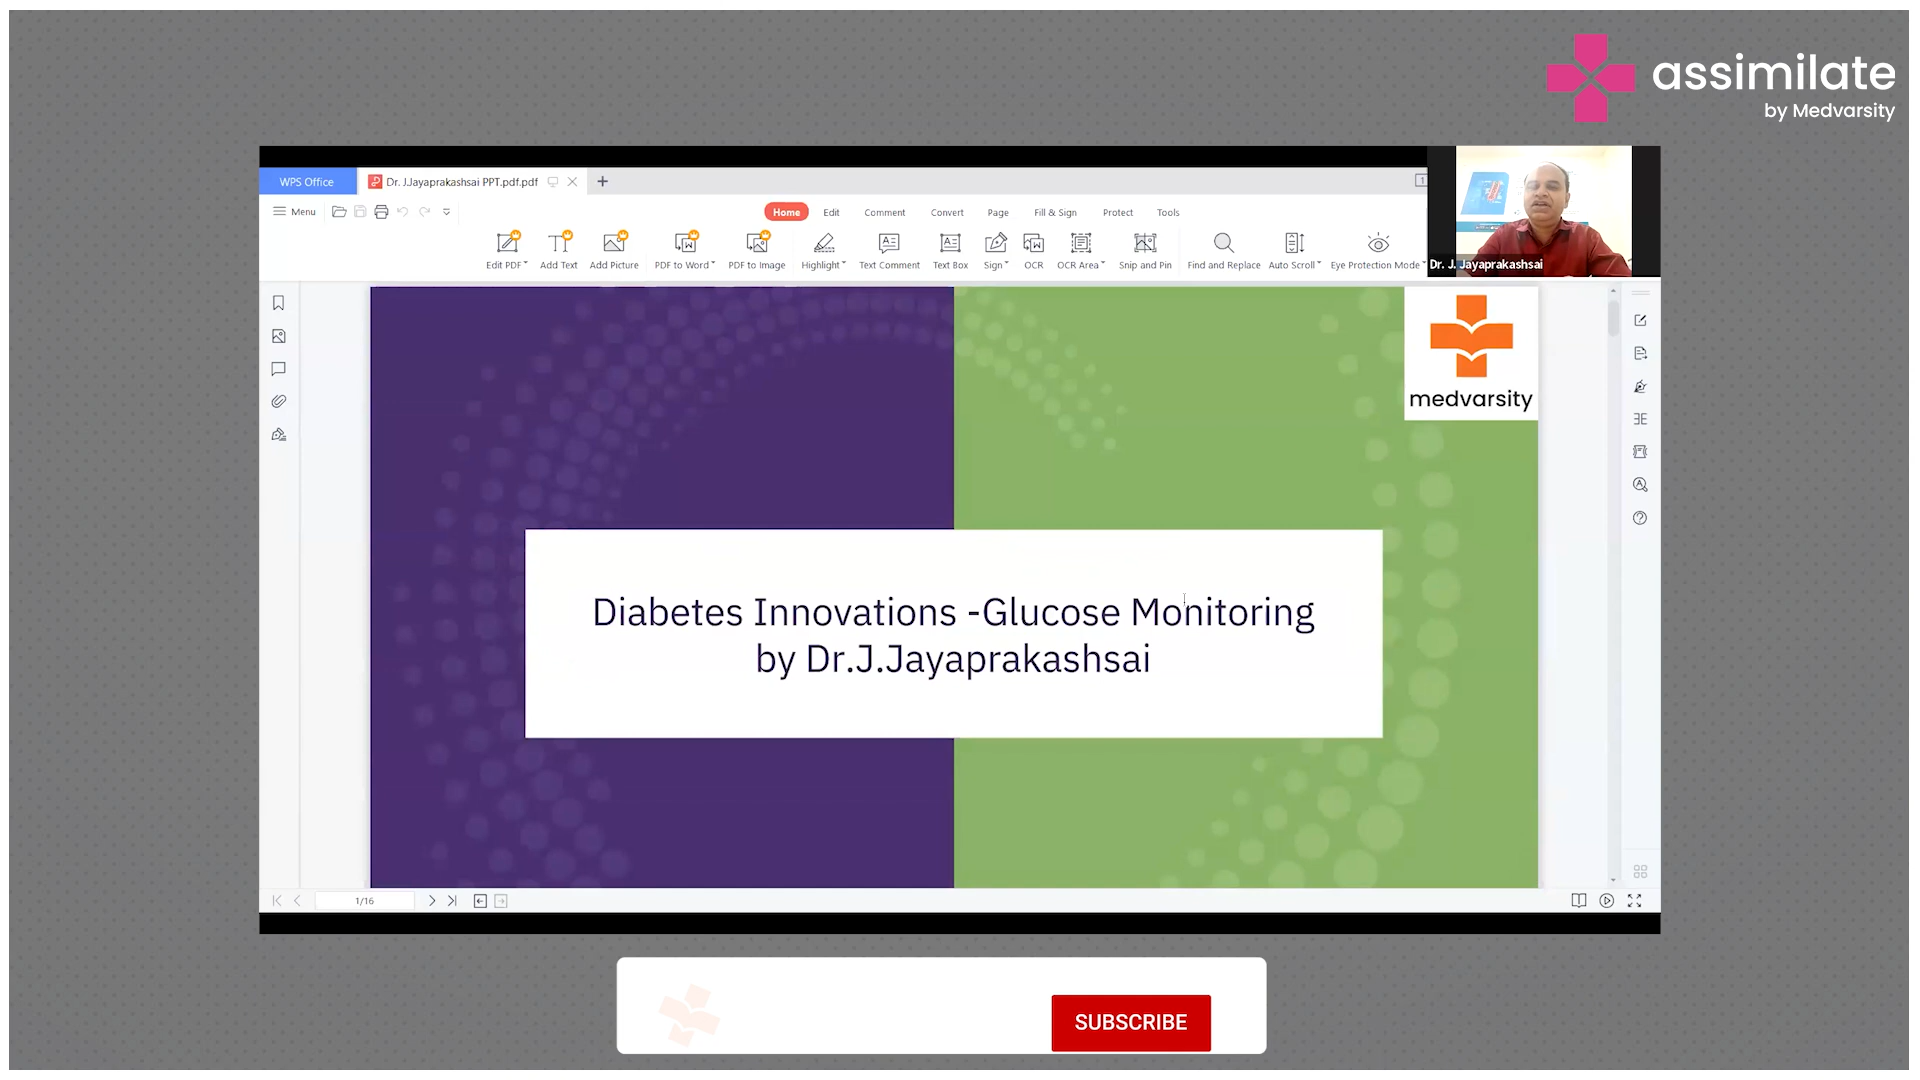 assimilate
by Medvarsity
WPS Office
Dr. J.Jayaprakashsai PPT.pdf.pdf
Menu
Home Edit Comment Convert Page Fill & Sign Protect Tools
Edit PDF Add Text Add Picture PDF to Word PDF to Image Highlight Text Comment Text Box Sign OCR OCR Area Snip and Pin Find and Replace Auto Scroll Eye Protection Mode
Dr. J. Jayaprakashsai
medvarsity
Diabetes Innovations -Glucose Monitoring
by Dr.J.Jayaprakashsai
1/16
SUBSCRIBE